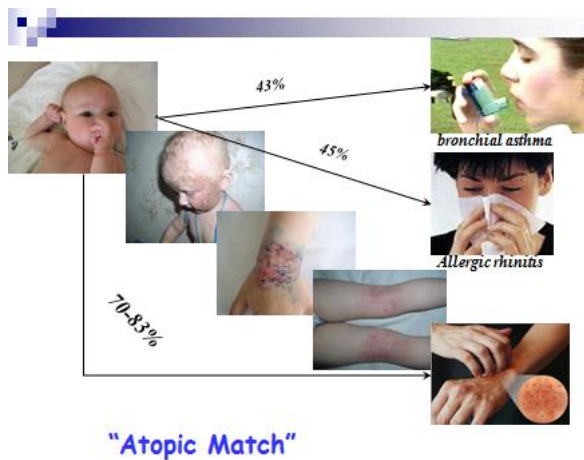 43%
bronchial asthma
45%
Allergic rhinitis
70-83%
"Atopic Match"